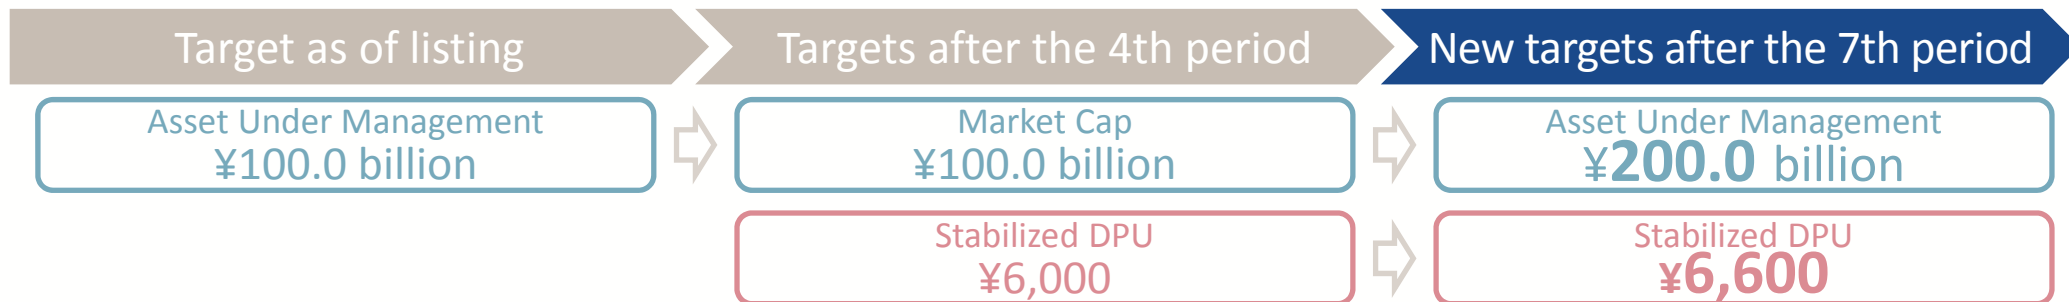 Target as of listing
Targets after the 4th period
New targets after the 7th period
Asset Under Management
¥100.0 billion
Market Cap
¥100.0 billion
Asset Under Management
¥200.0 billion
Stabilized DPU
¥6,000
Stabilized DPU
¥6,600